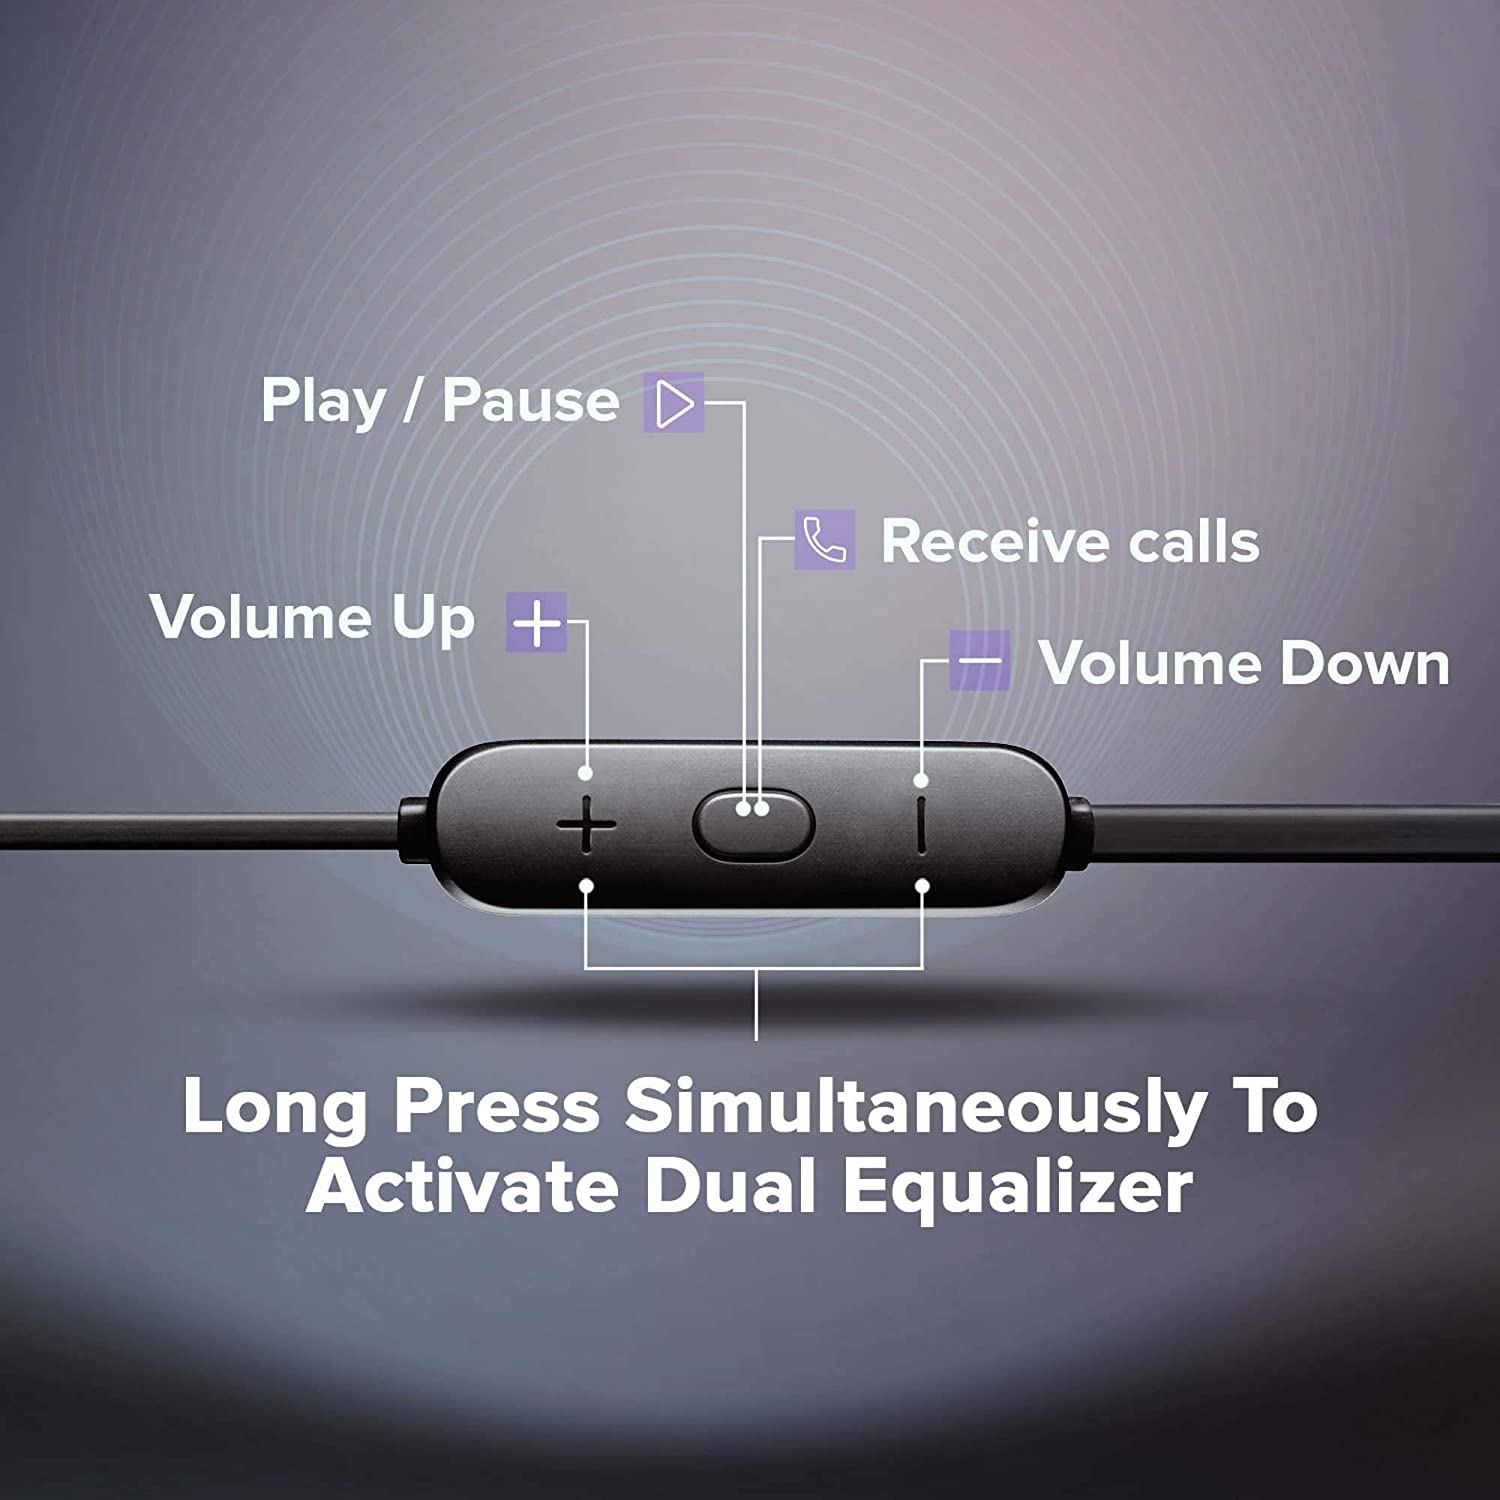 Play / Pause
Receive calls
Volume Up
Volume Down
Long Press Simultaneously To
Activate Dual Equalizer